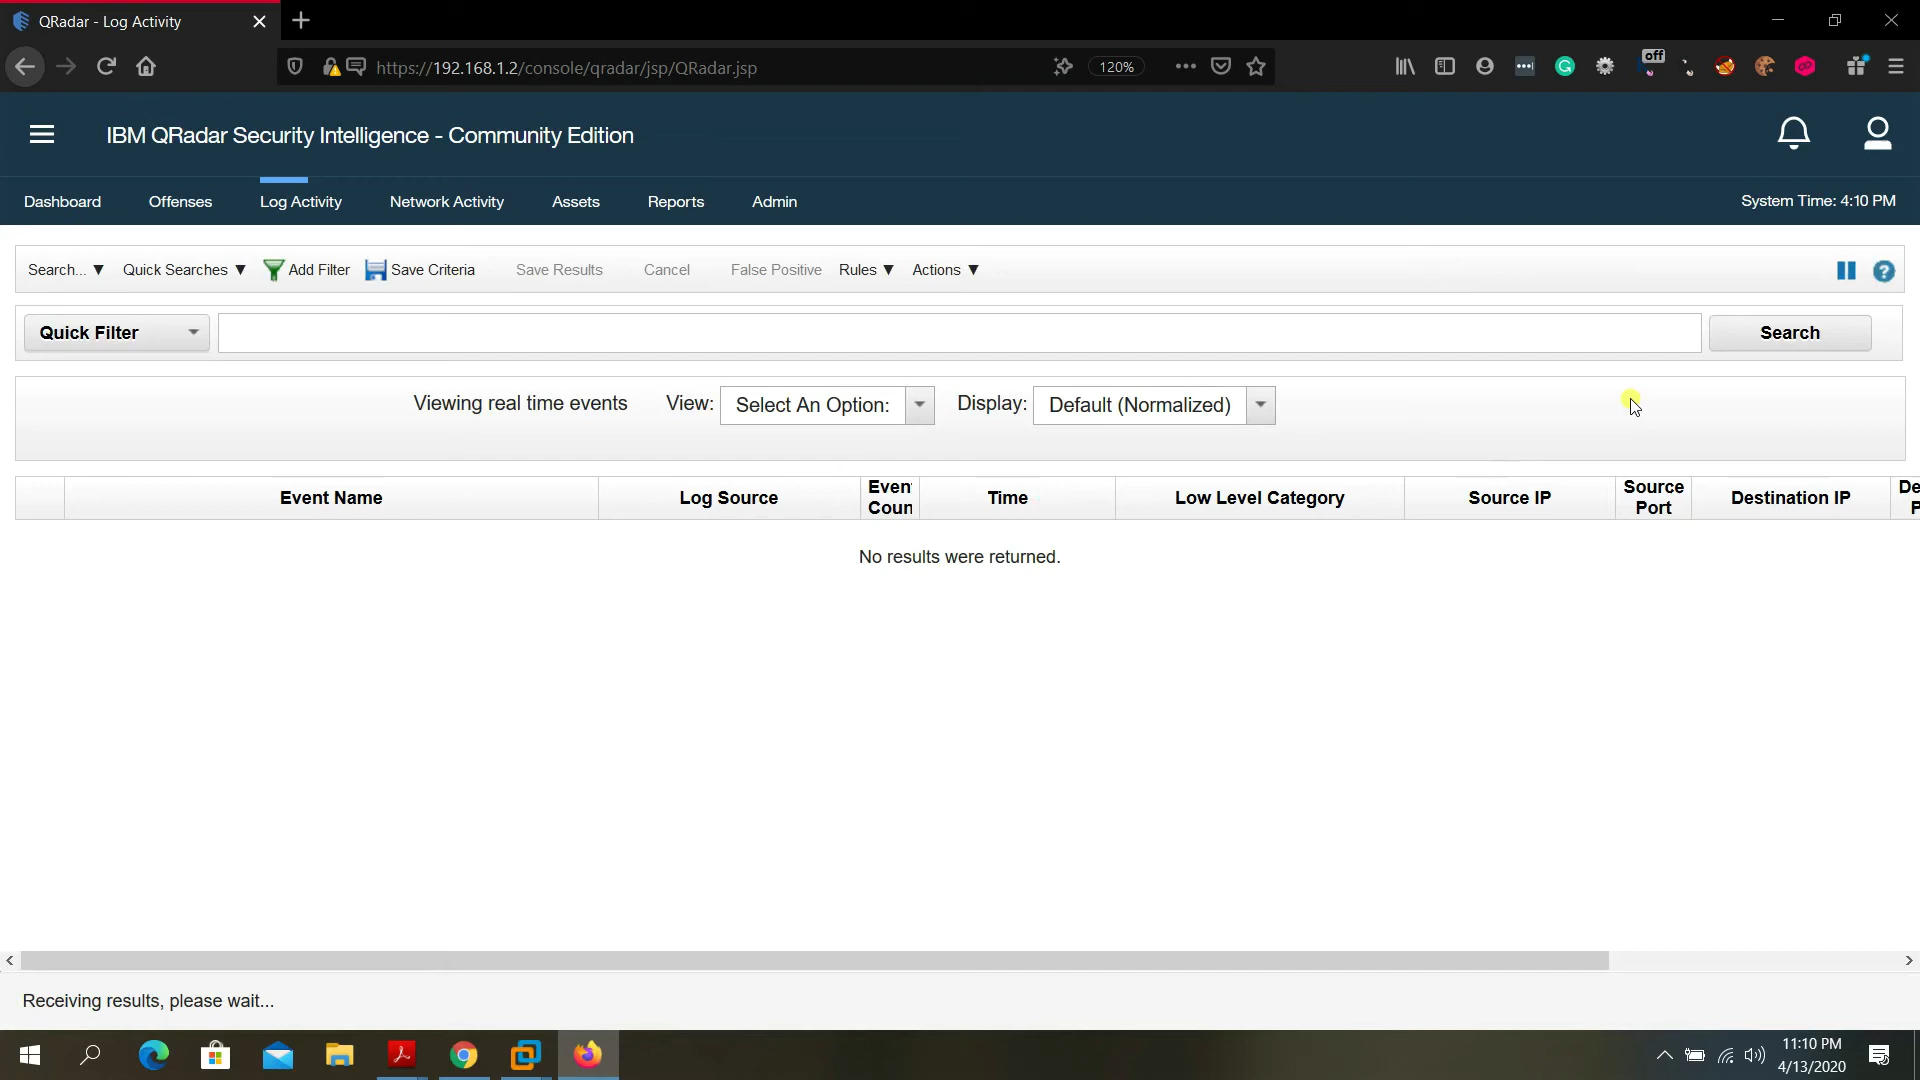 QRadar - Log Activity
https://192.168.1.2/console/qradar/jsp/QRadar.jsp
120%
off
IBM QRadar Security Intelligence - Community Edition
Dashboard Offenses Log Activity Network Activity Assets Reports Admin System Time: 4:10 PM
Search... Quick Searches Add Filter Save Criteria Save Results Cancel False Positive Rules Actions
Quick Filter Search
Viewing real time events View: Select An Option: Display: Default (Normalized)
Event Name Log Source Even Coun Time Low Level Category Source IP Source Port Destination IP De P
No results were returned.
Receiving results, please wait...
11:10 PM
4/13/2020